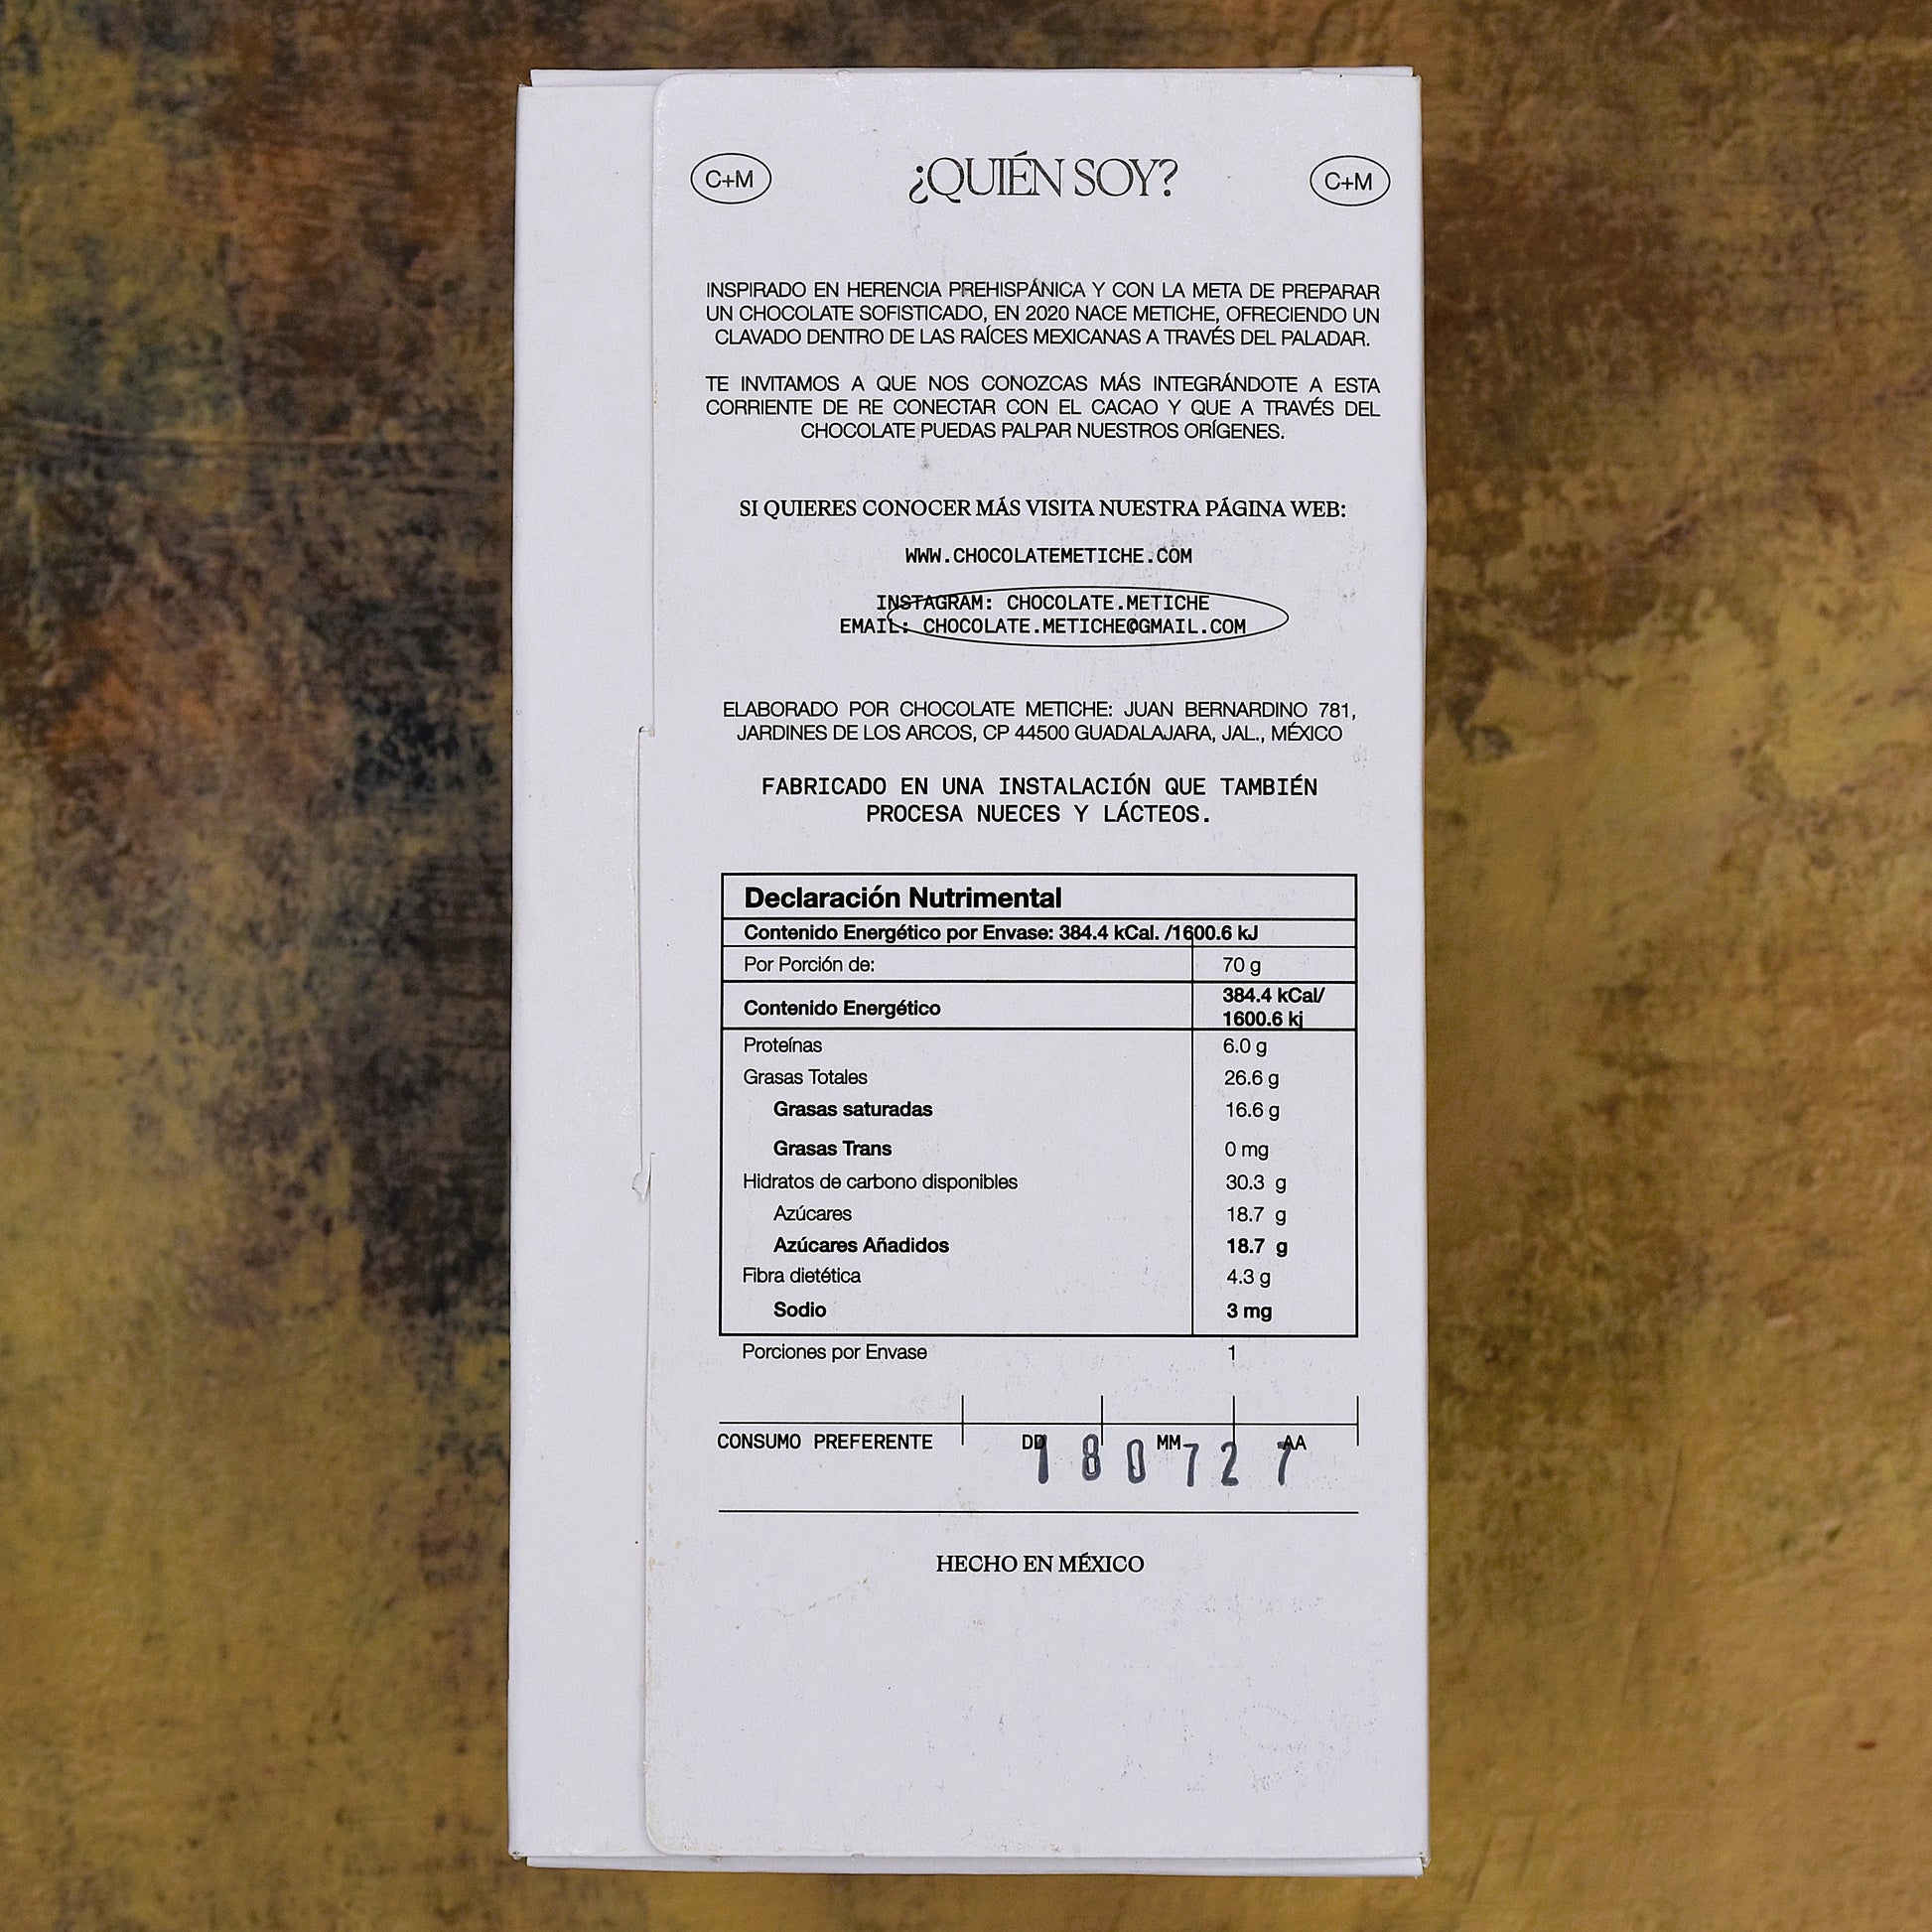 C+M ¿QUIÉN SOY? C+M
INSPIRADO EN HERENCIA PREHISPÁNICA Y CON LA META DE PREPARAR
UN CHOCOLATE SOFISTICADO, EN 2020 NACE METICHE, OFRECIENDO UN
CLAVADO DENTRO DE LAS RAÍCES MEXICANAS A TRAVÉS DEL PALADAR.
TE INVITAMOS A QUE NOS CONOZCAS MÁS INTEGRÁNDOTE A ESTA
CORRIENTE DE RE CONECTAR CON EL CACAO Y QUE A TRAVÉS DEL
CHOCOLATE PUEDAS PALPAR NUESTROS ORÍGENES.
SI QUIERES CONOCER MÁS VISITA NUESTRA PÁGINA WEB:
WWW.CHOCOLATEMETICHE.COM
INSTAGRAM: CHOCOLATE.METICHE
EMAIL: CHOCOLATE.METICHE@GMAIL.COM
ELABORADO POR CHOCOLATE METICHE: JUAN BERNARDINO 781,
JARDINES DE LOS ARCOS, CP 44500 GUADALAJARA, JAL., MÉXICO
FABRICADO EN UNA INSTALACIÓN QUE TAMBIÉN
PROCESA NUECES Y LÁCTEOS.
Declaración Nutrimental
Contenido Energético por Envase: 384.4 kCal. /1600.6 kJ
Por Porción de: 70 g
Contenido Energético 384.4 kCal/
1600.6 kj
Proteínas 6.0 g
Grasas Totales 26.6 g
Grasas saturadas 16.6 g
Grasas Trans 0 mg
Hidratos de carbono disponibles 30.3 g
Azúcares 18.7 g
Azúcares Añadidos 18.7 g
Fibra dietética 4.3 g
Sodio 3 mg
Porciones por Envase 1
CONSUMO PREFERENTE DD MM AA
180727
HECHO EN MÉXICO